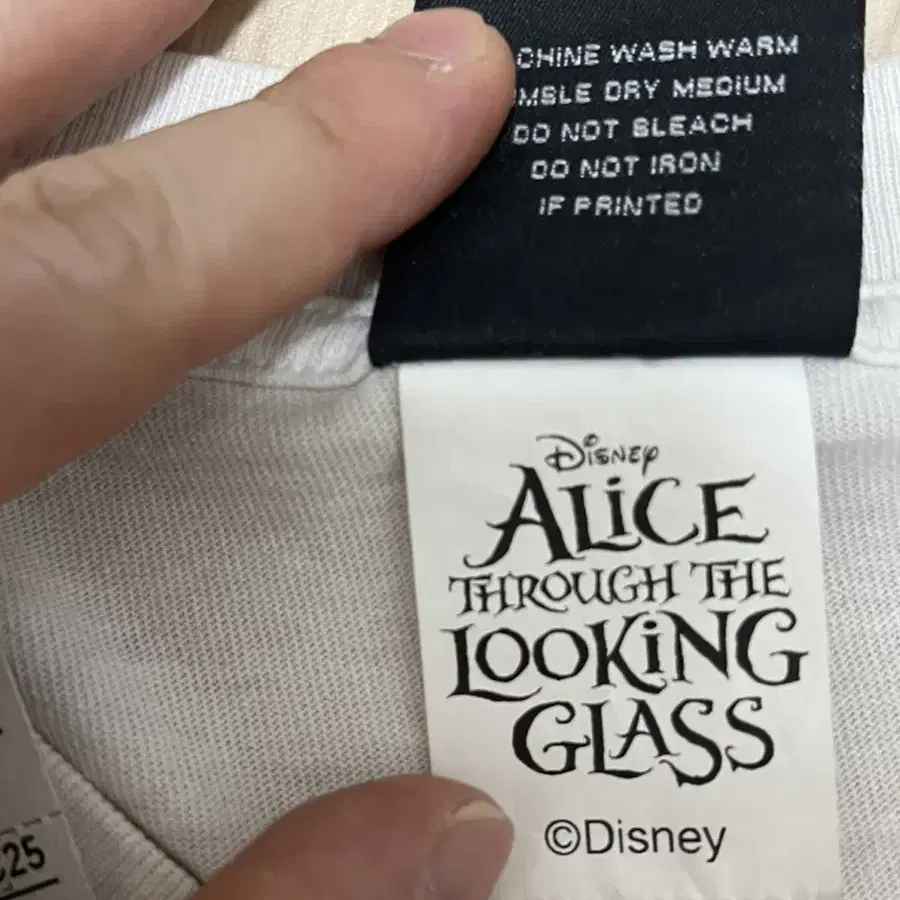 CHINE WASH WARM
MBLE DRY MEDIUM
DO NOT BLEACH
DO NOT IRON
IF PRINTED
Disney
ALiCE
THROUGH THE
LOOKiNG
GLASS
©Disney
25